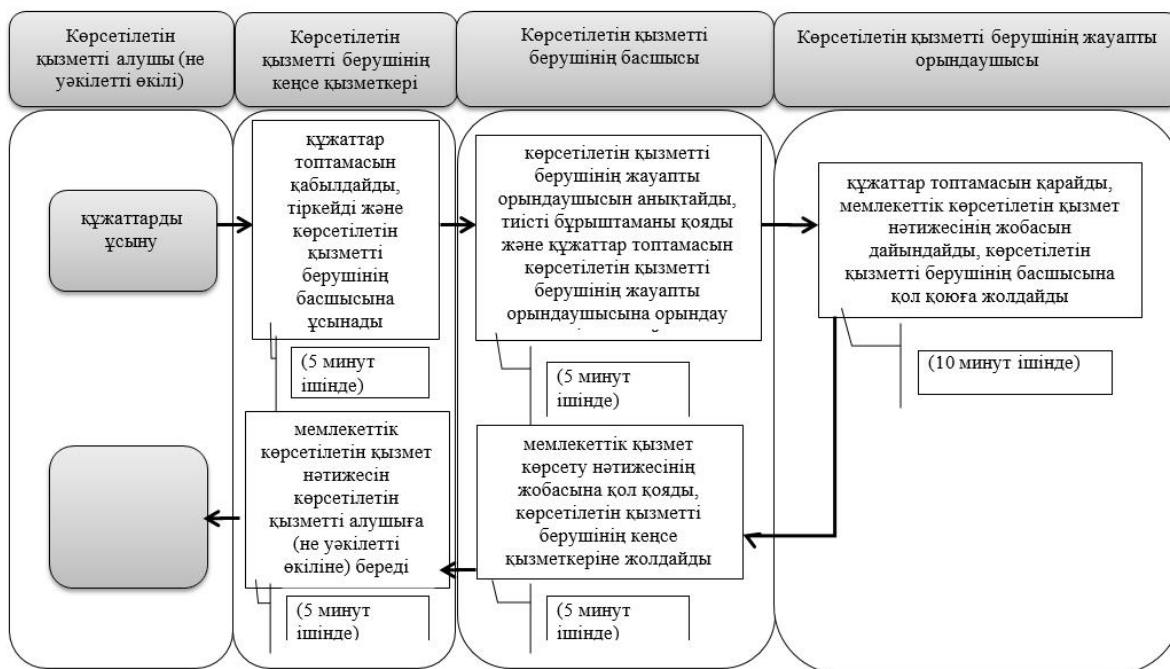 Көрсетілетін
қызметті алушы (не
уәкілетті өкілі)
Көрсетілетін
қызметті берушінің
кеңсе қызметкері
Көрсетілетін қызметті
берушінің басшысы
Көрсетілетін қызметті берушінің жауапты
орындаушысы
құжаттарды
ұсыну
құжаттар
топтамасын
қабылдайды,
тіркейді және
көрсетілетін
қызметті
берушінің
басшысына
ұсынады
(5 минут
ішінде)
көрсетілетін қызметті
берушінің жауапты
орындаушысын анықтайды,
тиісті бұрыштаманы қояды
және құжаттар топтамасын
көрсетілетін қызметті
берушінің жауапты
орындаушысына орындау
(5 минут
ішінде)
құжаттар топтамасын қарайды,
мемлекеттік көрсетілетін қызмет
нәтижесінің жобасын
дайындайды, көрсетілетін
қызметті берушінің басшысына
қол қоюға жолдайды
(10 минут ішінде)
мемлекеттік қызмет
көрсету нәтижесінің
жобасына қол қояды,
көрсетілетін қызметті
берушінің кеңсе
қызметкеріне жолдайды
(5 минут
ішінде)
мемлекеттік
көрсетілетін қызмет
нәтижесін
көрсетілетін
қызметті алушыға
(не уәкілетті
өкіліне) береді
(5 минут
ішінде)